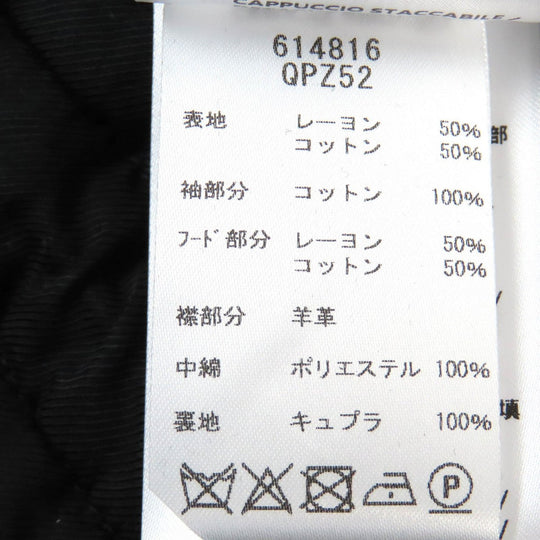 CAPPUCCIO STACCABILE/
614816
QPZ52
表地 レーヨン 50%
コットン 50%
袖部分 コットン 100%
フード部分 レーヨン 50%
コットン 50%
襟部分 羊革
中綿 ポリエステル 100%
裏地 キュプラ 100%
P
部
填